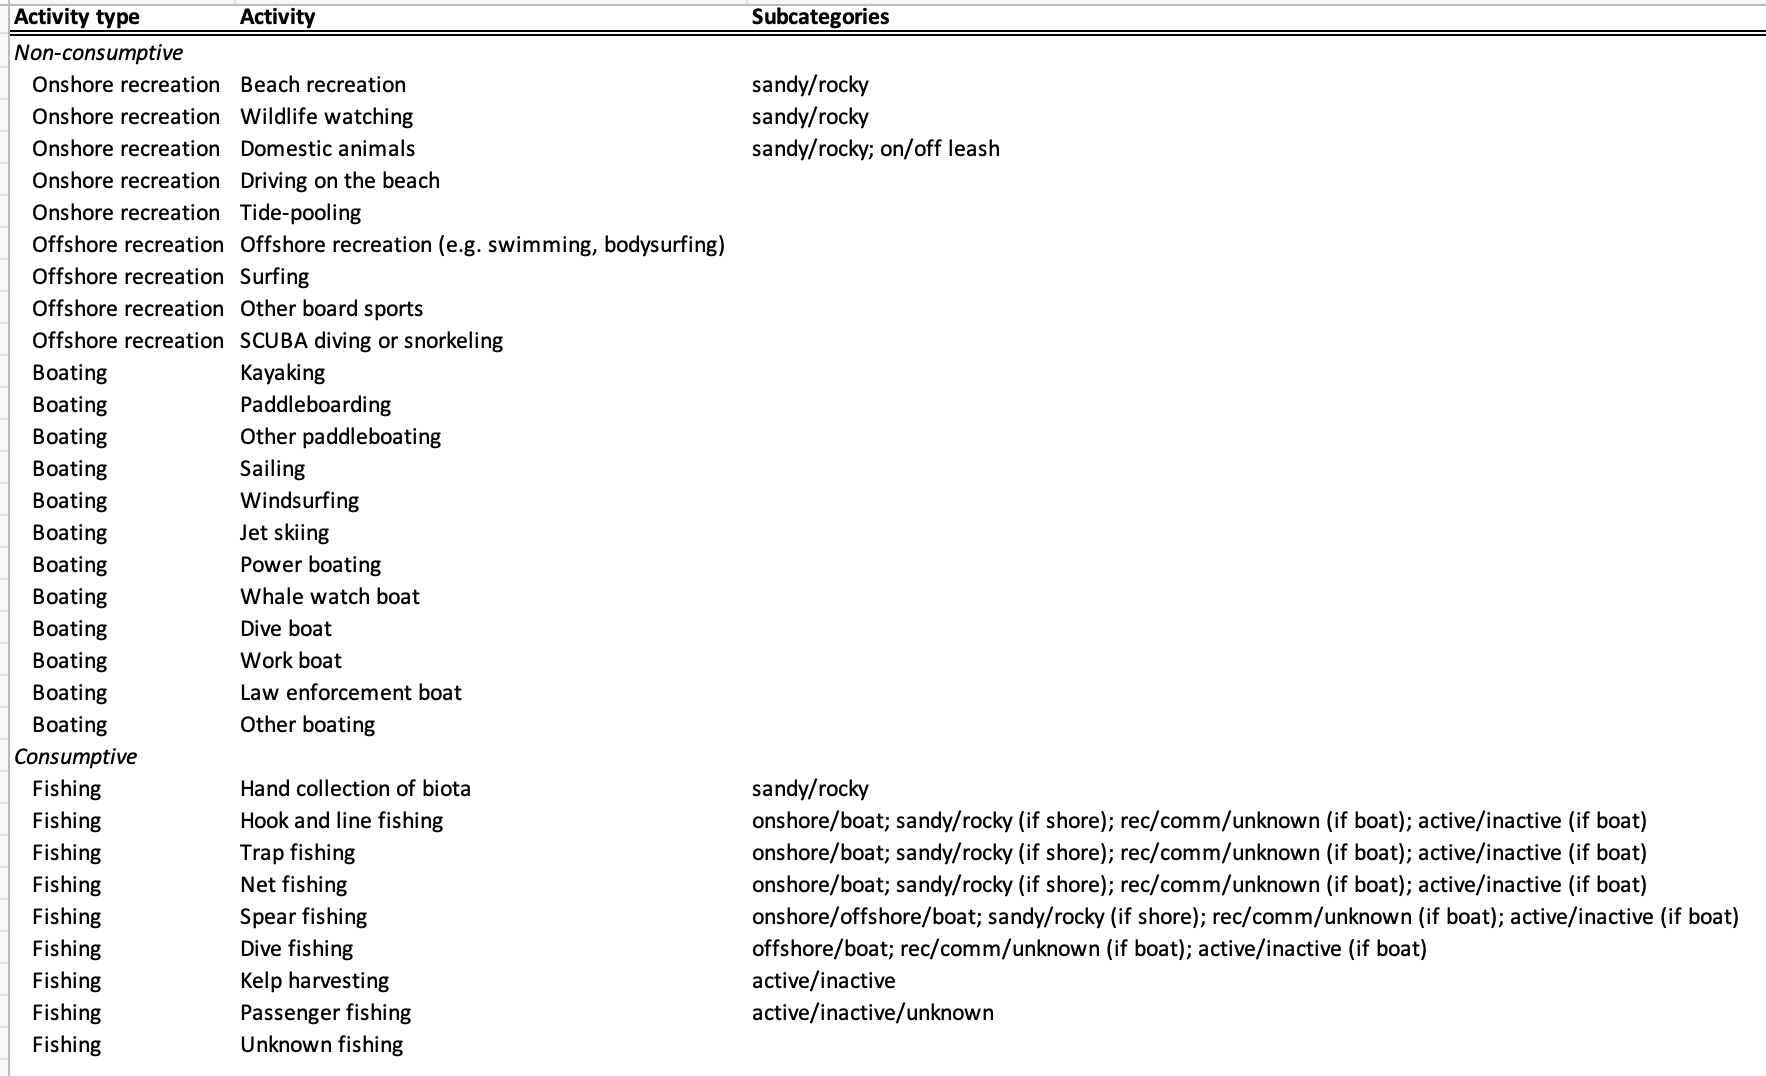 Activity type Activity Subcategories
Non-consumptive
Onshore recreation Beach recreation sandy/rocky
Onshore recreation Wildlife watching sandy/rocky
Onshore recreation Domestic animals sandy/rocky; on/off leash
Onshore recreation Driving on the beach
Onshore recreation Tide-pooling
Offshore recreation Offshore recreation (e.g. swimming, bodysurfing)
Offshore recreation Surfing
Offshore recreation Other board sports
Offshore recreation SCUBA diving or snorkeling
Boating Kayaking
Boating Paddleboarding
Boating Other paddleboating
Boating Sailing
Boating Windsurfing
Boating Jet skiing
Boating Power boating
Boating Whale watch boat
Boating Dive boat
Boating Work boat
Boating Law enforcement boat
Boating Other boating
Consumptive
Fishing Hand collection of biota sandy/rocky
Fishing Hook and line fishing onshore/boat; sandy/rocky (if shore); rec/comm/unknown (if boat); active/inactive (if boat)
Fishing Trap fishing onshore/boat; sandy/rocky (if shore); rec/comm/unknown (if boat); active/inactive (if boat)
Fishing Net fishing onshore/boat; sandy/rocky (if shore); rec/comm/unknown (if boat); active/inactive (if boat)
Fishing Spear fishing onshore/offshore/boat; sandy/rocky (if shore); rec/comm/unknown (if boat); active/inactive (if boat)
Fishing Dive fishing offshore/boat; rec/comm/unknown (if boat); active/inactive (if boat)
Fishing Kelp harvesting active/inactive
Fishing Passenger fishing active/inactive/unknown
Fishing Unknown fishing